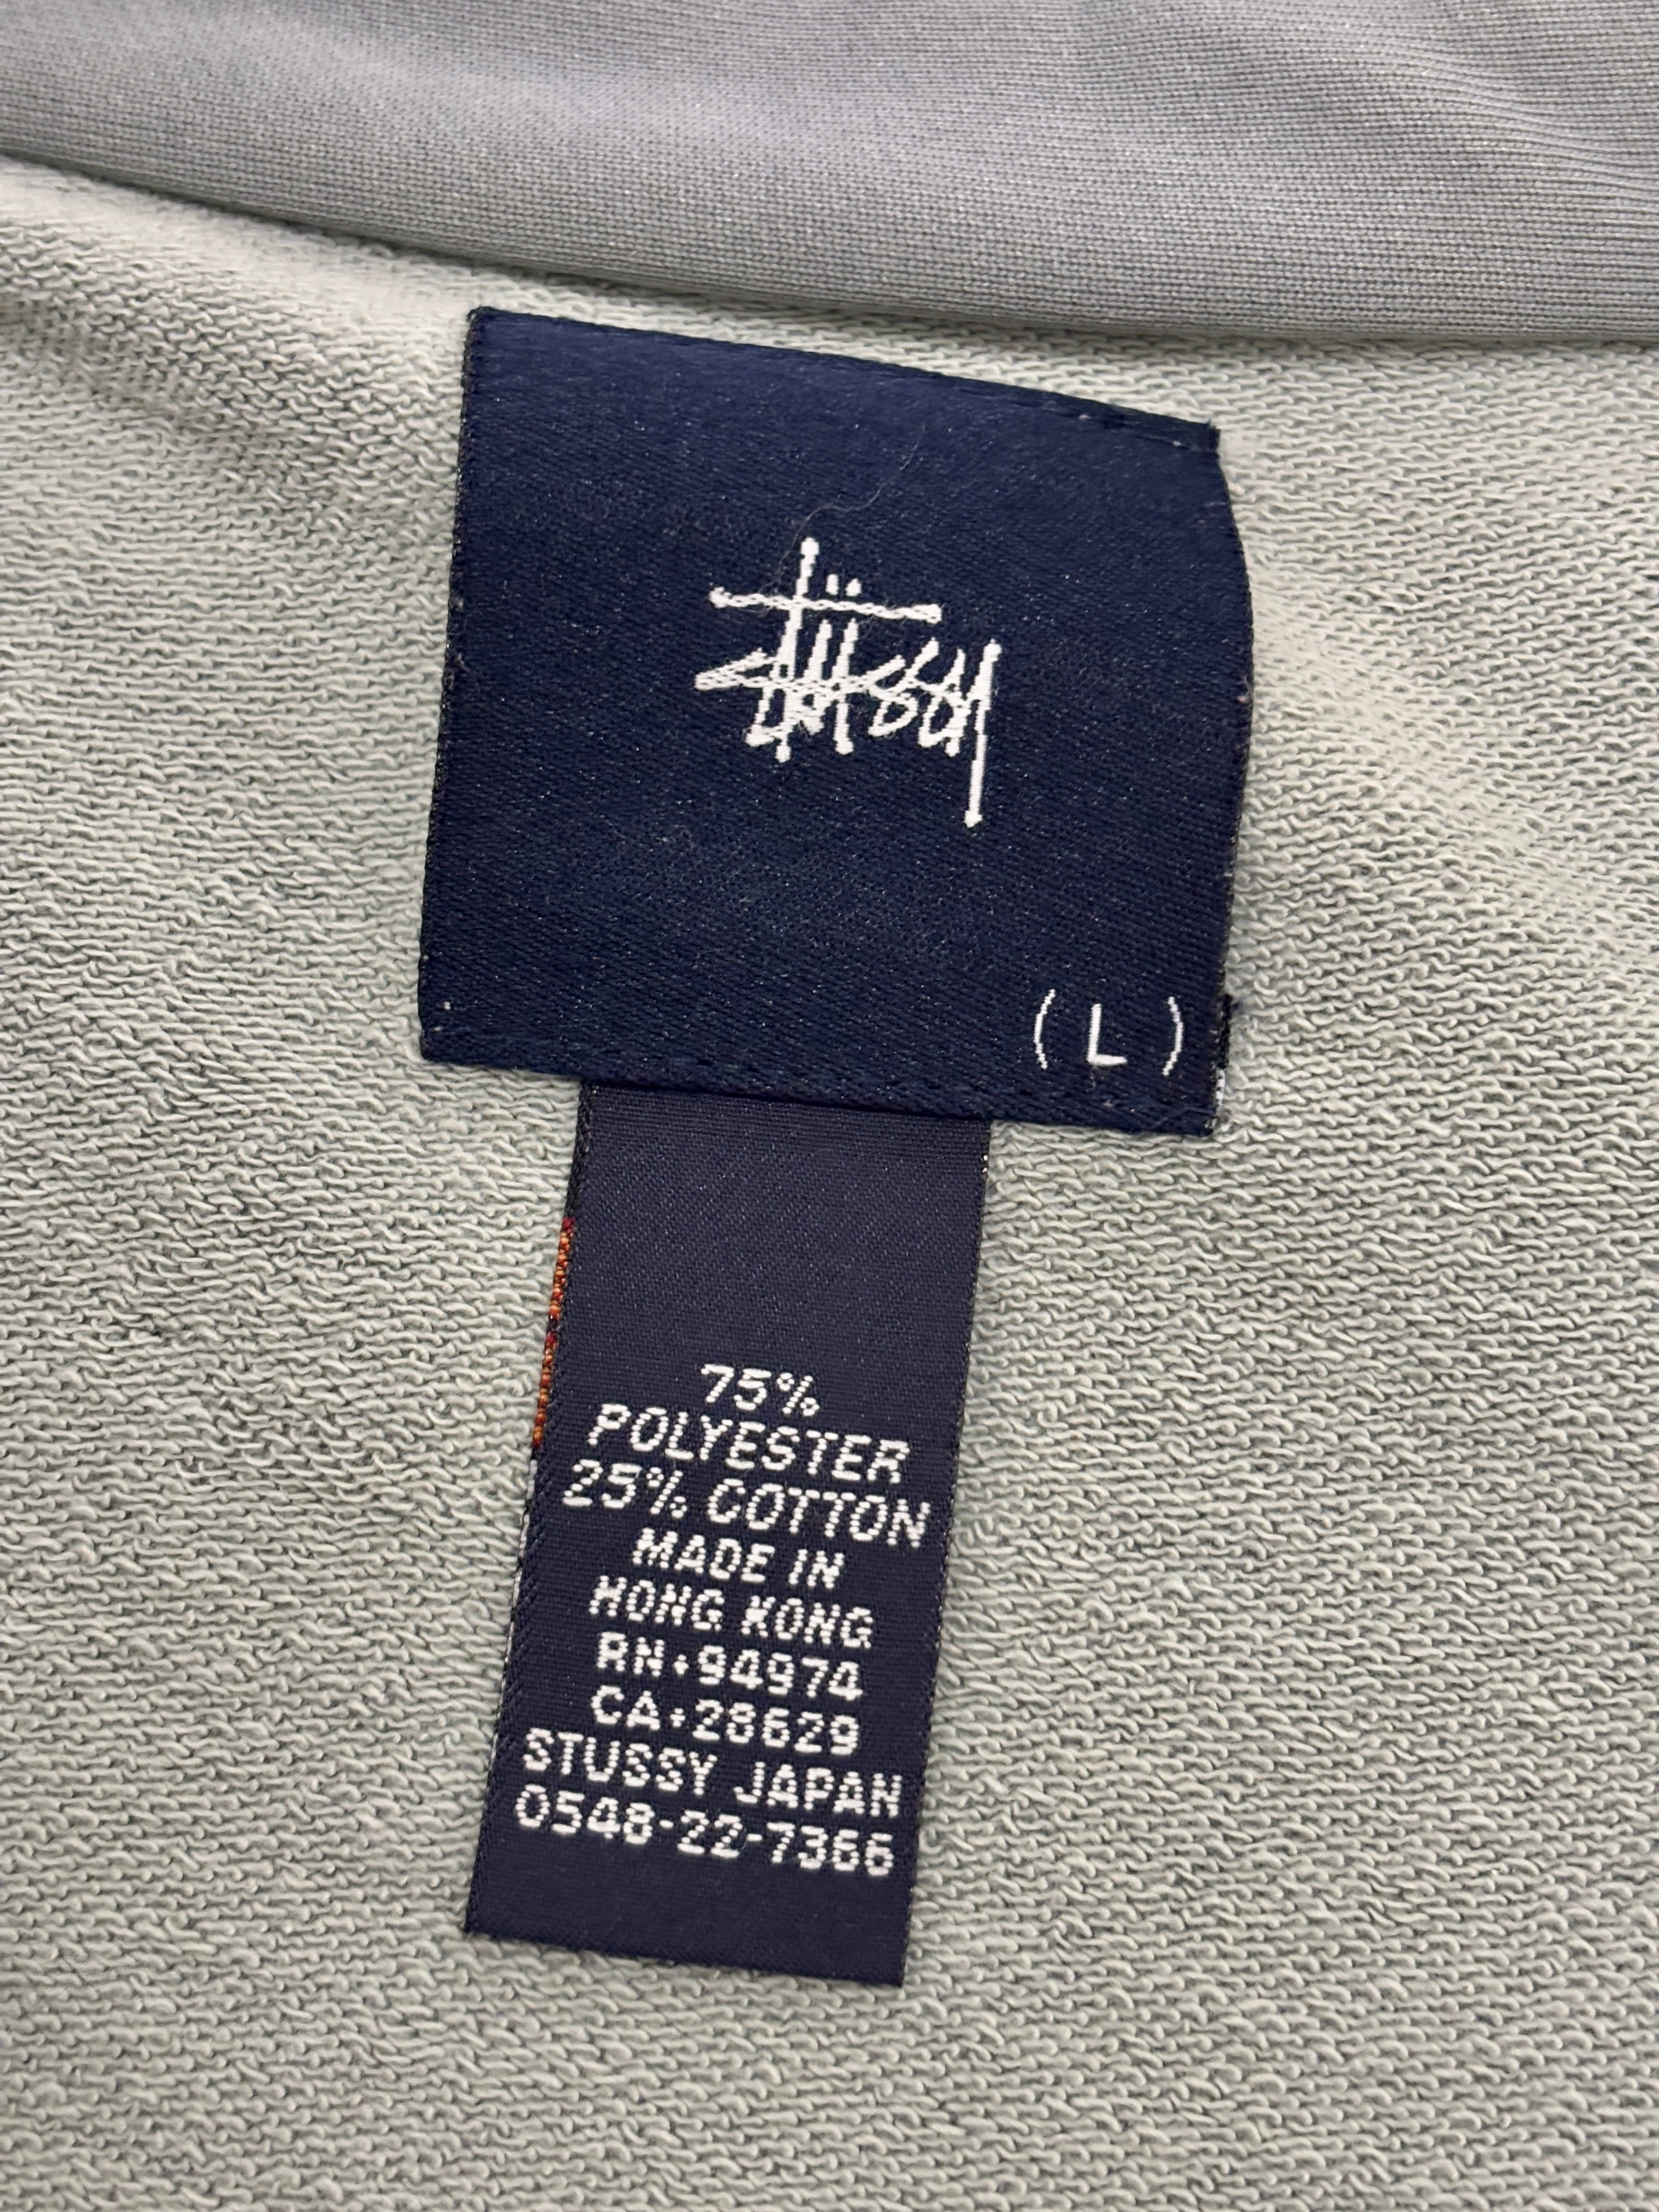 Stüssy
( L )
75%
POLYESTER
25% COTTON
MADE IN
HONG KONG
RN•94974
CA•28629
STUSSY JAPAN
0548-22-7366